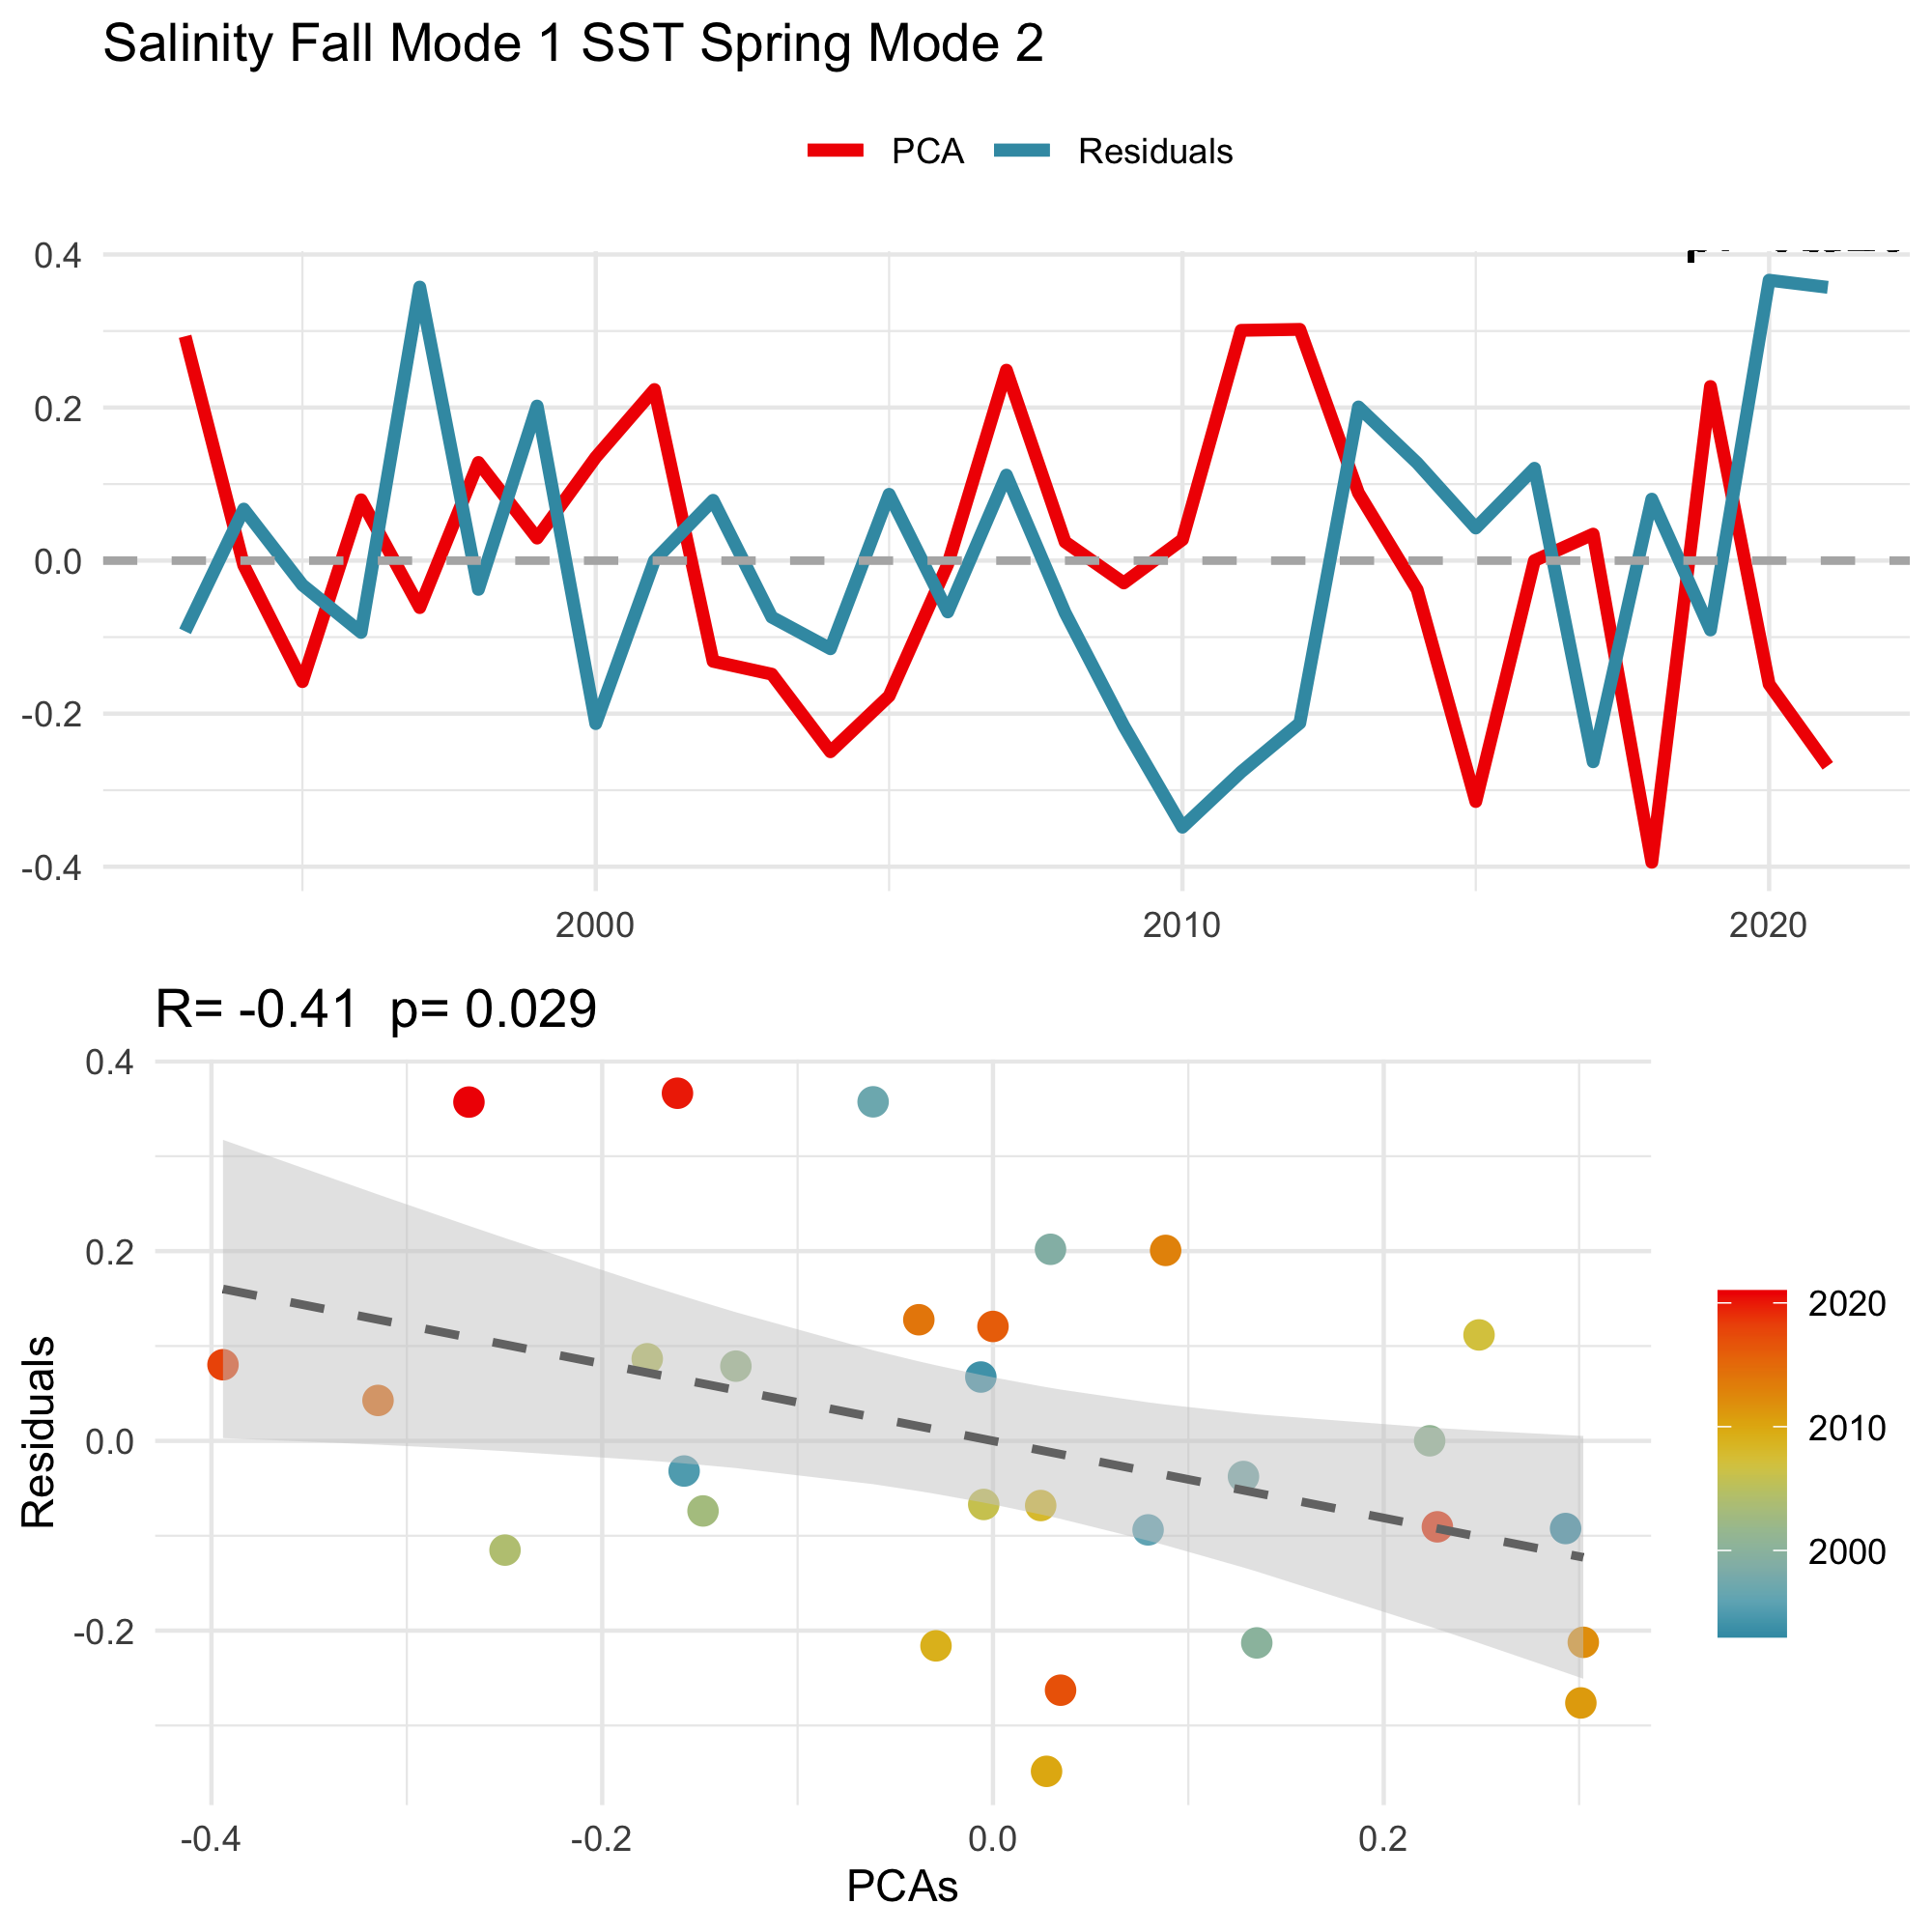 Salinity Fall Mode 1 SST Spring Mode 2
PCA Residuals
0.4
0.2
0.0
-0.2
-0.4
2000 2010 2020
R= -0.41 p= 0.029
0.4
0.2
0.0
-0.2
Residuals
-0.4 -0.2 0.0 0.2
PCAs
2020
2010
2000